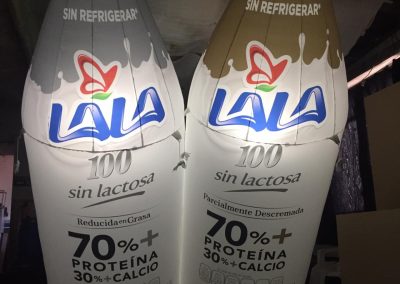 SIN REFRIGERAR*
LALA
100
sin lactosa
Reducida en Grasa
70%+
PROTEÍNA
30%+CALCIO
SIN REFRIGERAR*
LALA
100
sin lactosa
Parcialmente Descremada
70%+
PROTEÍNA
30%+CALCIO